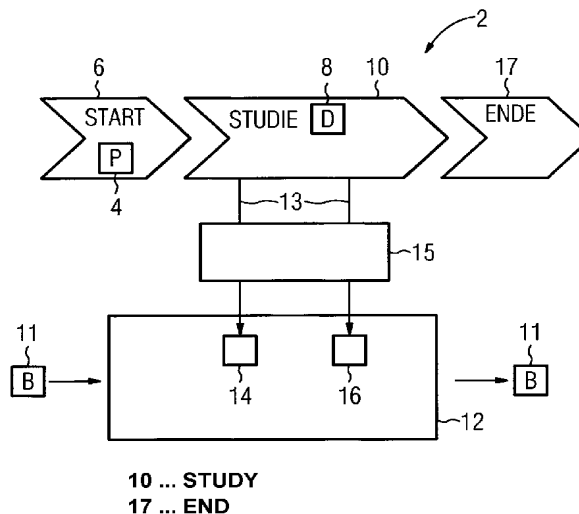 2
6
8
10
17
START
STUDIE
D
ENDE
P
4
13
15
11
11
B
B
14
16
12
10 ... STUDY
17 ... END